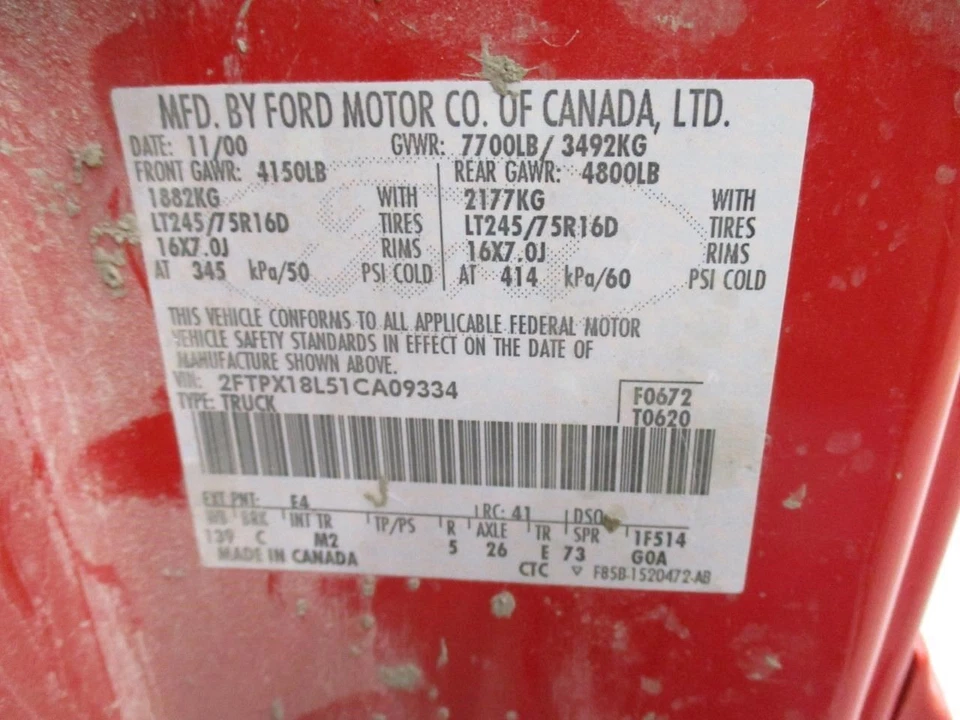 MFD. BY FORD MOTOR CO. OF CANADA, LTD.
DATE: 11/00 GVWR: 7700LB/ 3492KG
FRONT GAWR: 4150LB REAR GAWR: 4800LB
1882KG WITH 2177KG WITH
LT245/75R16D TIRES LT245/75R16D TIRES
16X7.0J RIMS 16X7.0J RIMS
AT 345 kPa/50 PSI COLD AT 414 kPa/60 PSI COLD
THIS VEHICLE CONFORMS TO ALL APPLICABLE FEDERAL MOTOR
VEHICLE SAFETY STANDARDS IN EFFECT ON THE DATE OF
MANUFACTURE SHOWN ABOVE.
VIN: 2FTPX18L51CA09334 F0672
TYPE: TRUCK T0620
EXT PNT: E4 RC: 41 DSO:
WB BRK INT TR TP/PS R AXLE TR SPR 1F514
139 C M2 5 26 E 73 G0A
MADE IN CANADA CTC ▽ F85B-1520472-AB